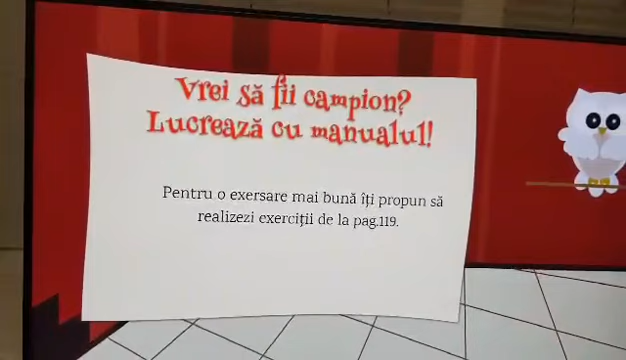 Vrei să fii campion?
Lucrează cu manualul!
Pentru o exersare mai bună îți propun să
realizezi exerciții de la pag.119.